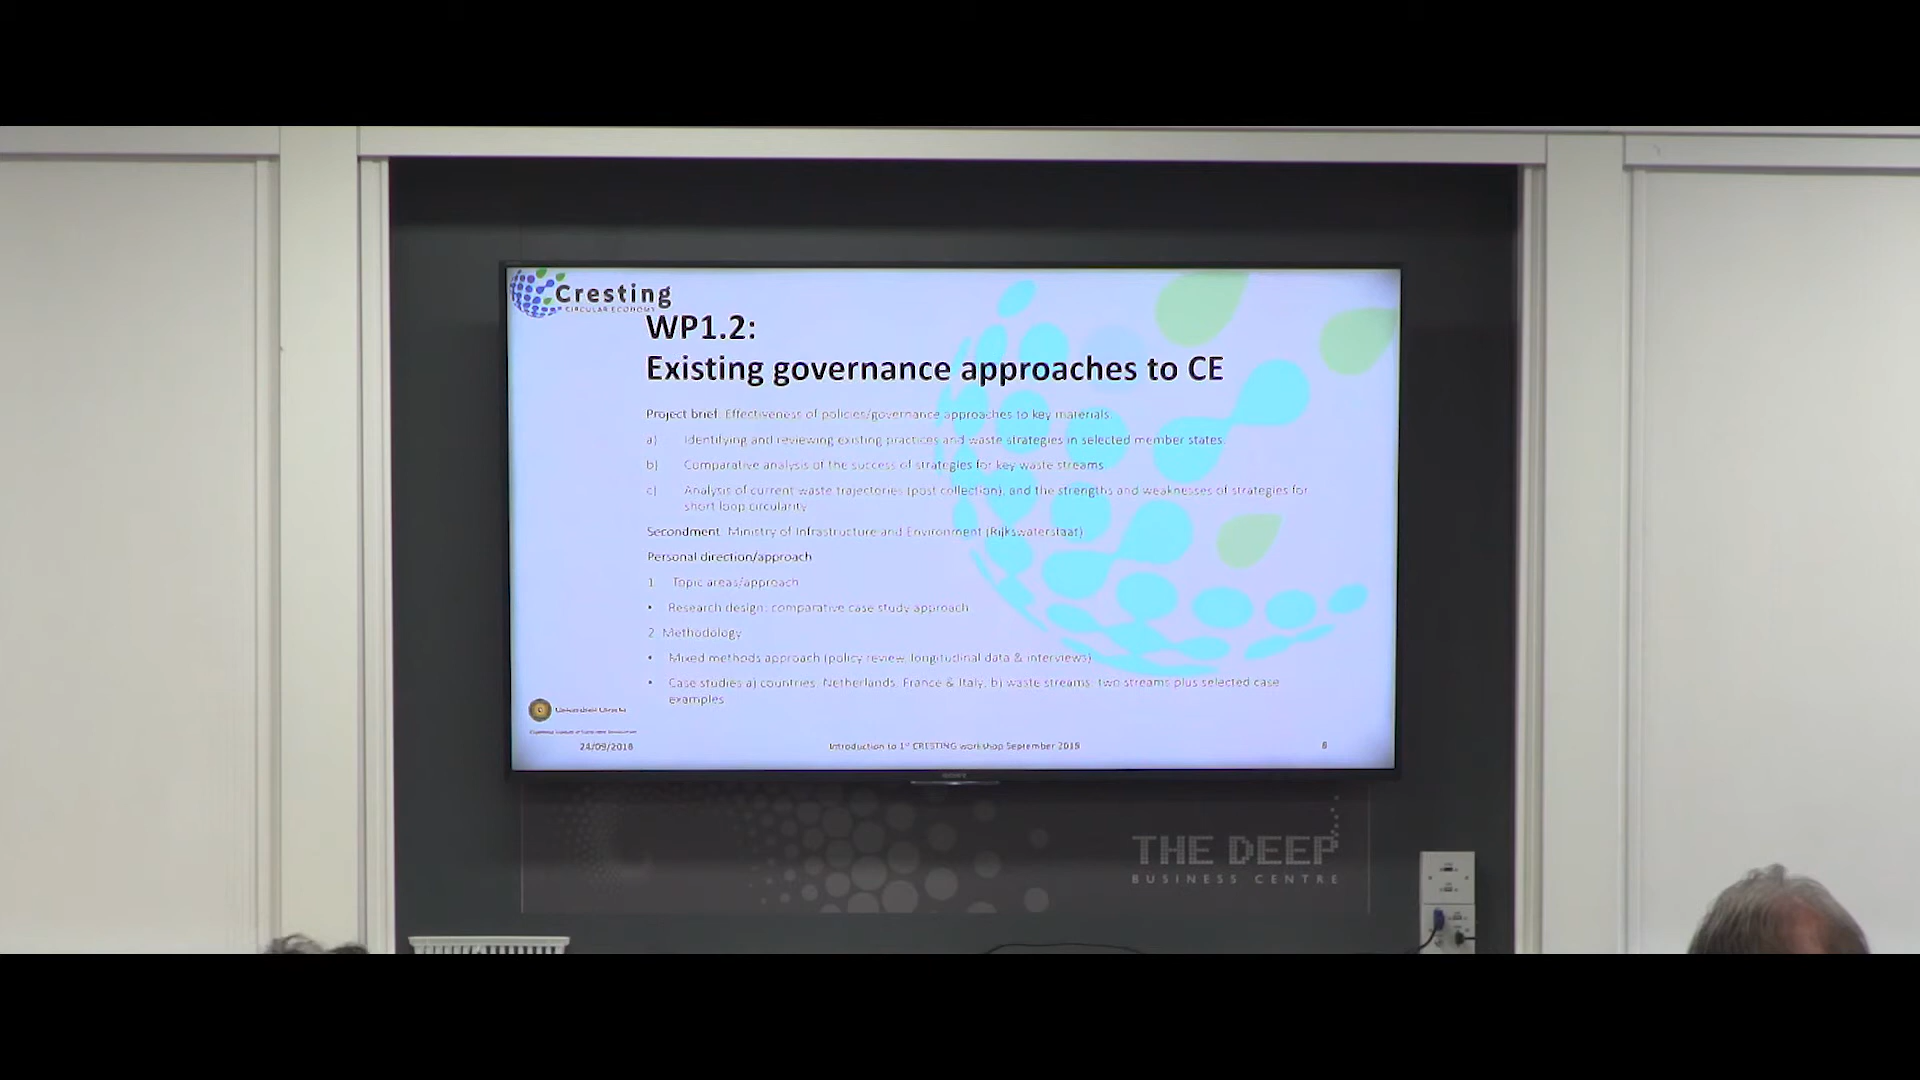 Cresting
CIRCULAR ECONOMY
WP1.2:
Existing governance approaches to CE
Project brief: Effectiveness of policies/governance approaches to key materials.
a) Identifying and reviewing existing practices and waste strategies in selected member states.
b) Comparative analysis of the success of strategies for key waste streams
c) Analysis of current waste trajectories (post collection), and the strengths and weaknesses of strategies for
short loop circularity
Secondment: Ministry of Infrastructure and Environment (Rijkswaterstaat)
Personal direction/approach
1. Topic areas/approach
• Research design: comparative case study approach
2. Methodology
• Mixed methods approach (policy review, longitudinal data & interviews)
• Case studies a) countries: Netherlands, France & Italy, b) waste streams: two streams plus selected case
examples
24/09/2018
Introduction to 1st CRESTING workshop September 2018
8
SONY
THE DEEP
BUSINESS CENTRE